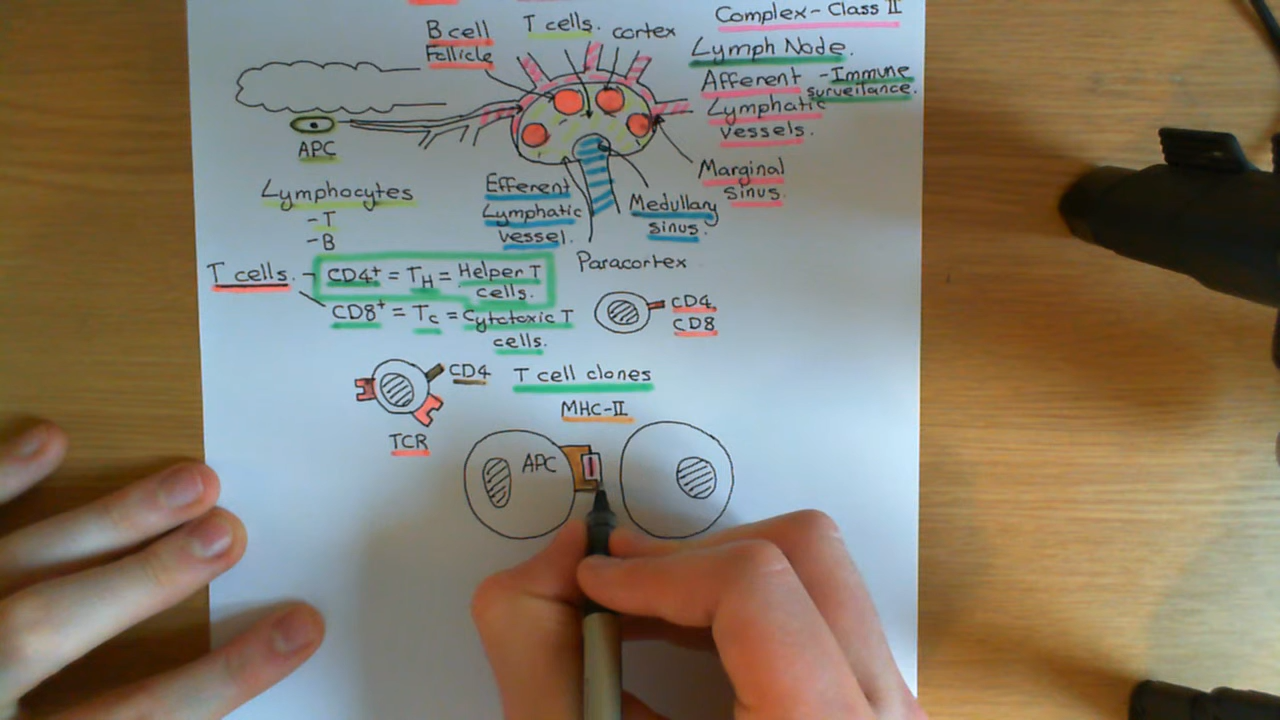 Complex-Class II
B cell
Follicle
T cells.
cortex
Lymph Node.
Afferent
Lymphatic
vessels.
-Immune
surveilance.
APC
Marginal
Sinus.
Lymphocytes
-T
-B
Efferent
Lymphatic
vessel.
Medullary
sinus.
Paracortex
T cells. - CD4+ = TH = Helper T
cells.
CD8+ = Tc = Cytotoxic T
cells.
CD4
CD8
CD4
T cell clones
MHC-II
TCR
APC